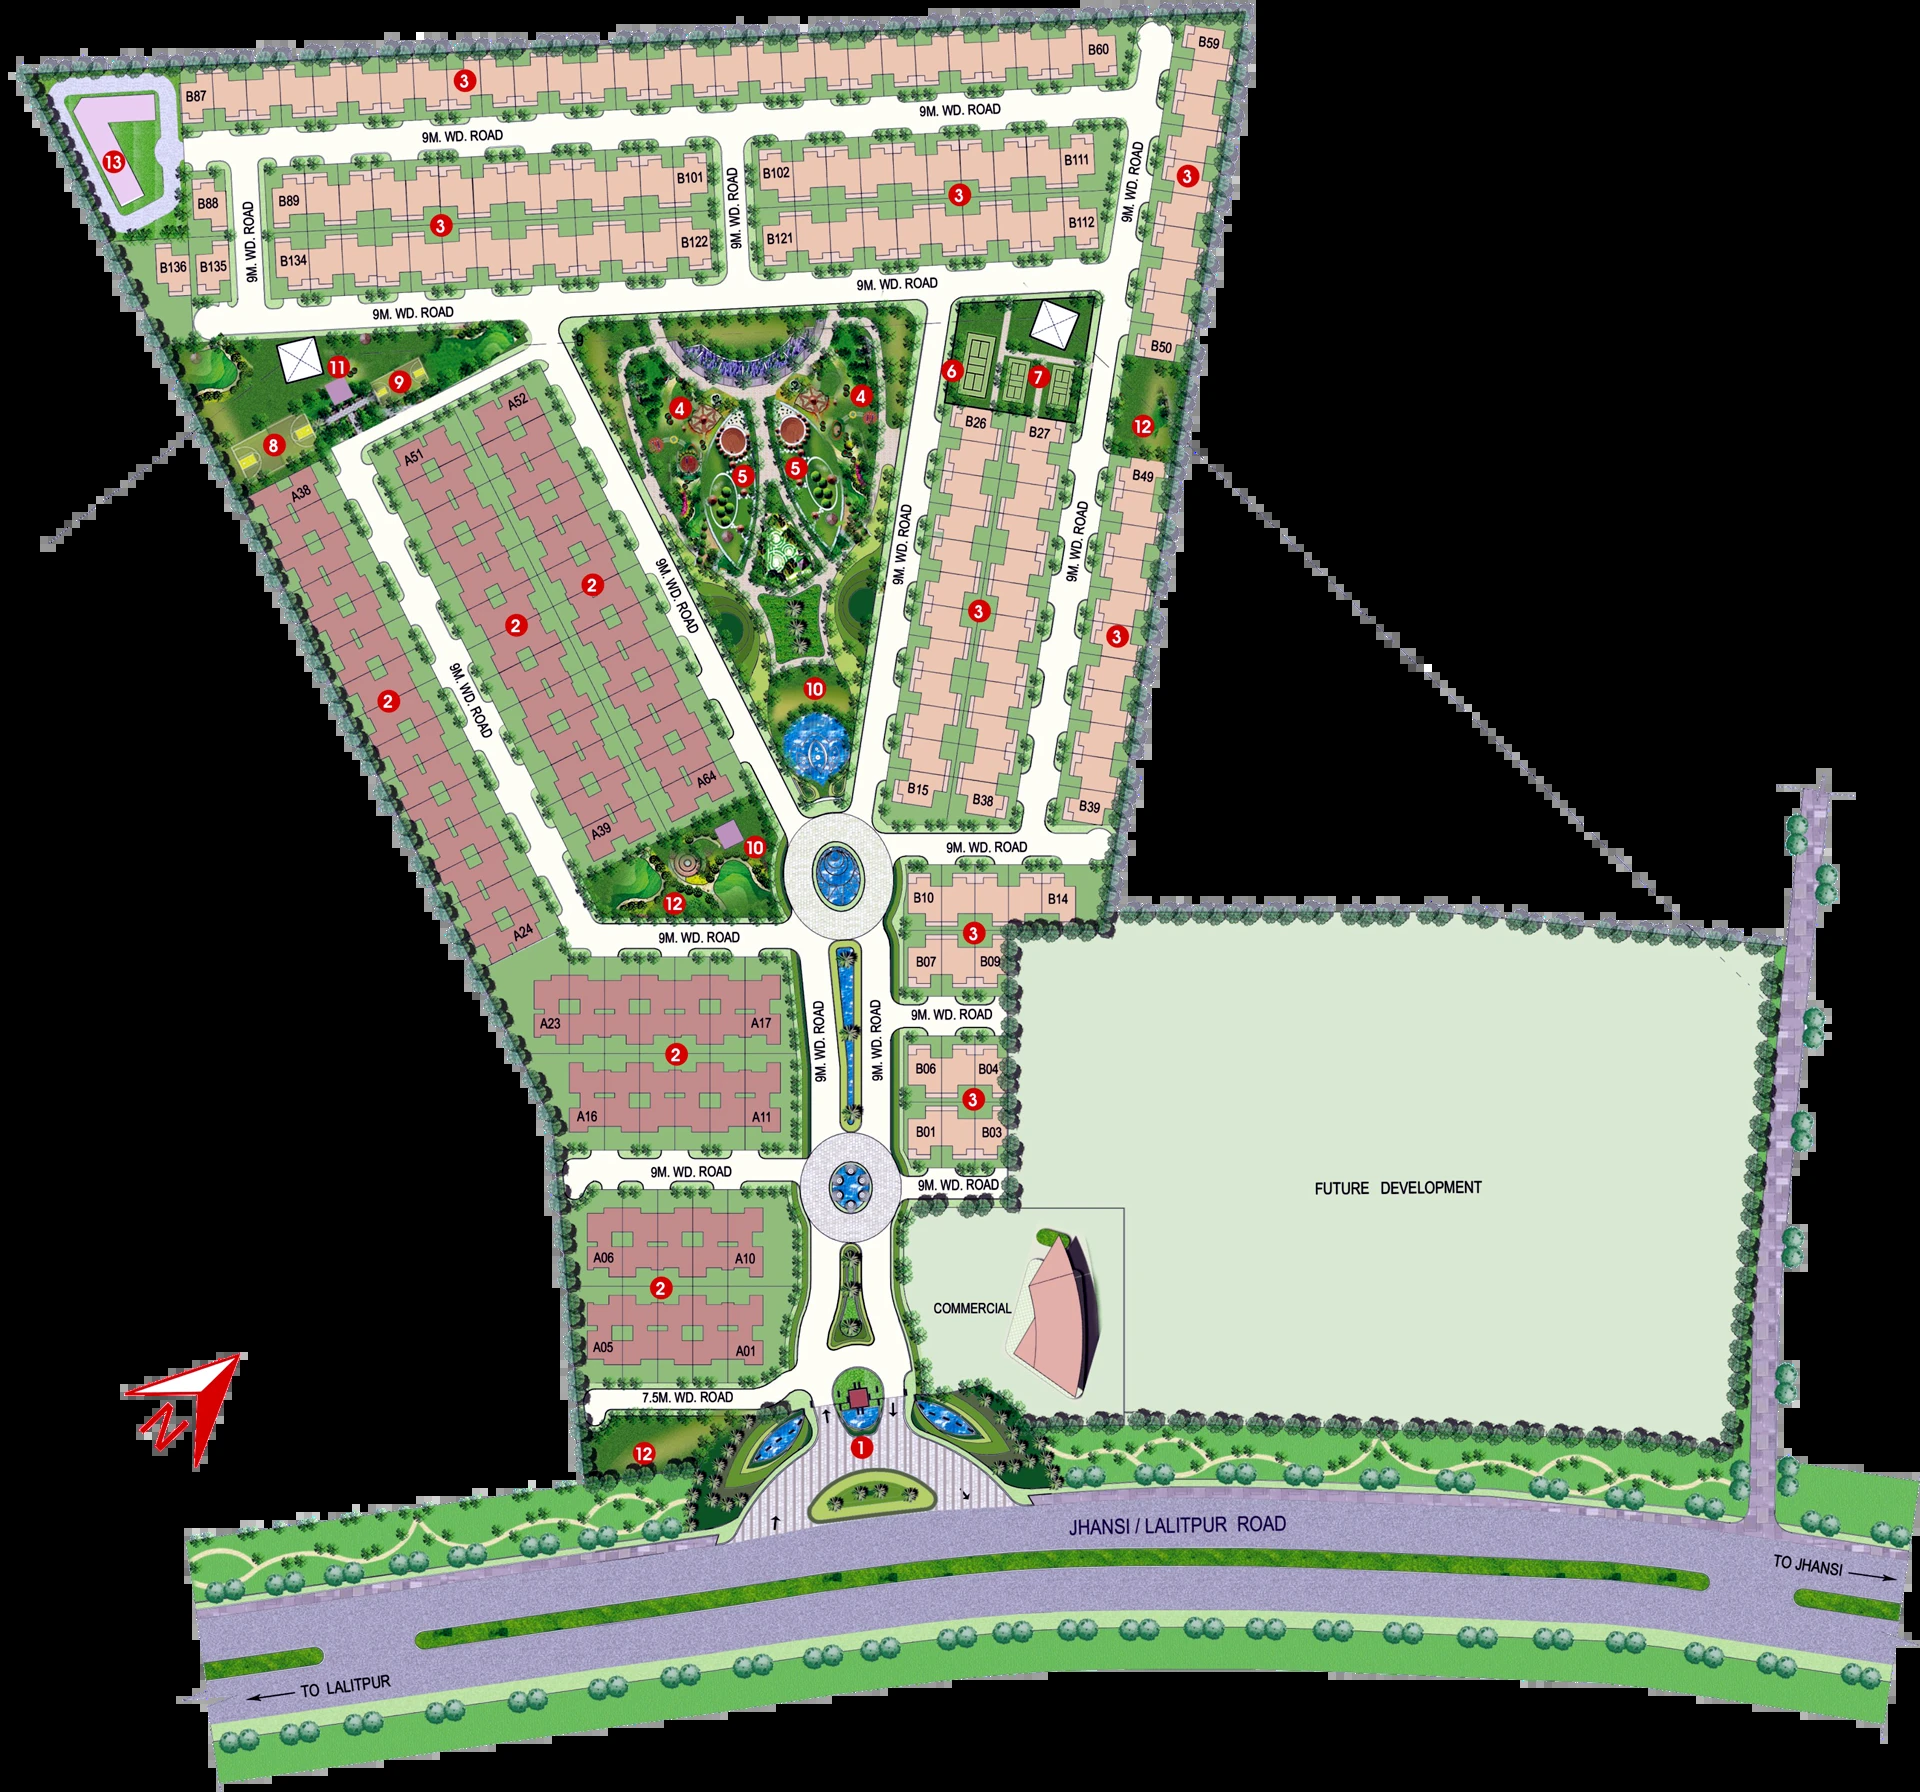 B59
B60
3
B87
9M. WD. ROAD
9M. WD. ROAD
13
B111
B101
B102
9M. WD. ROAD
9M. WD. ROAD
3
B88
B89
3
3
B112
B122
B121
9M. WD. ROAD
B136
B135
B134
9M. WD. ROAD
9M. WD. ROAD
B50
11
9
6
7
4
4
A52
B26
B27
12
8
A51
5
5
B49
A38
9M. WD. ROAD
9M. WD. ROAD
9M. WD. ROAD
2
2
3
3
9M. WD. ROAD
2
10
A64
B15
B38
B39
A39
10
9M. WD. ROAD
12
B10
B14
A24
9M. WD. ROAD
3
B07
B09
A23
A17
9M. WD. ROAD
9M. WD. ROAD
9M. WD. ROAD
2
B06
B04
3
A16
A11
B01
B03
9M. WD. ROAD
9M. WD. ROAD
FUTURE DEVELOPMENT
A06
A10
2
COMMERCIAL
A05
A01
7.5M. WD. ROAD
N
12
1
JHANSI / LALITPUR ROAD
TO JHANSI
TO LALITPUR